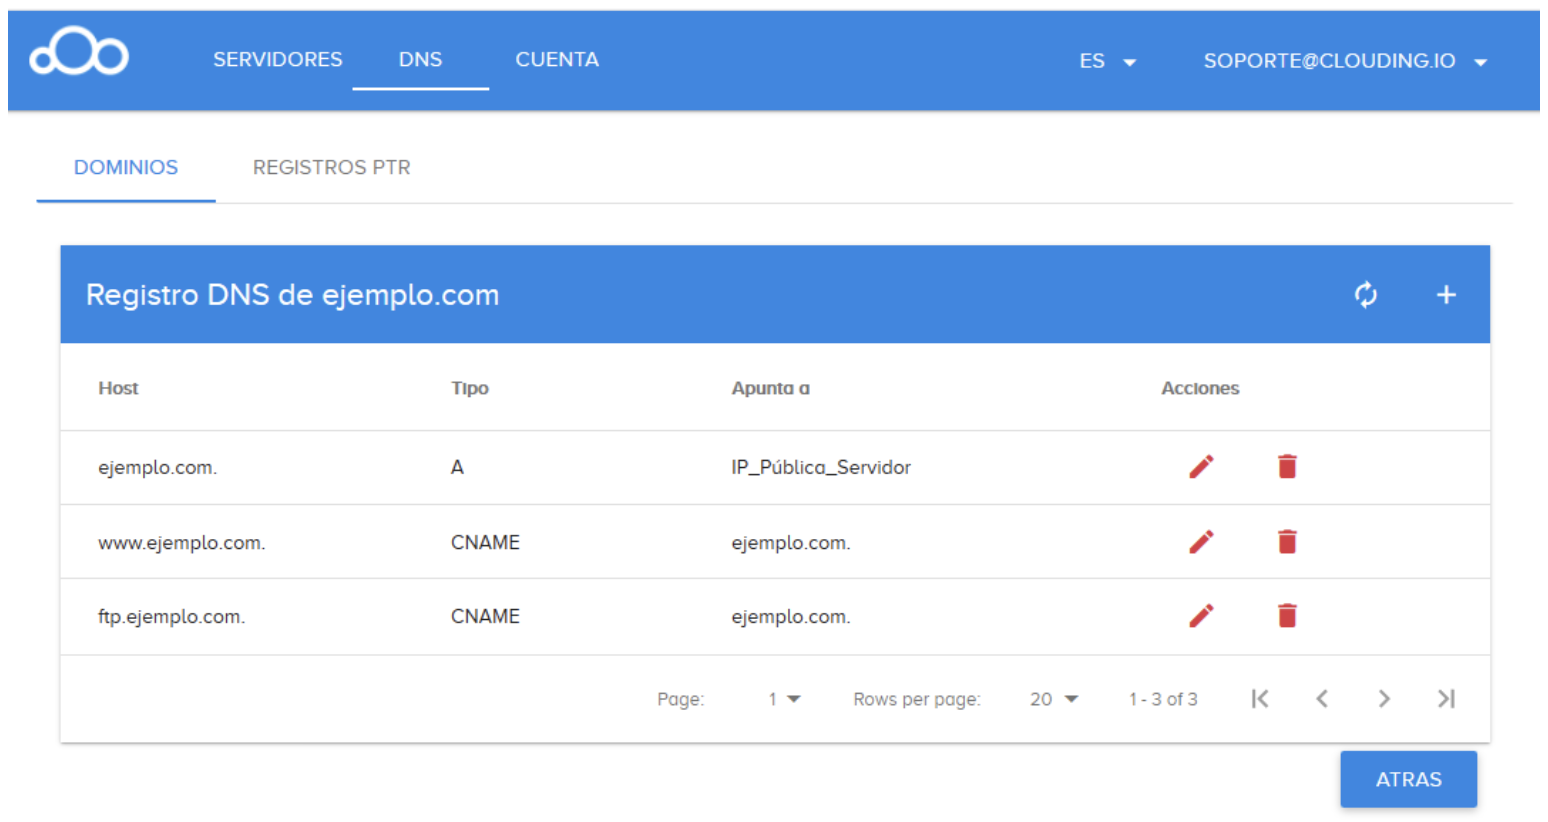 SERVIDORES DNS CUENTA ES SOPORTE@CLOUDING.IO
DOMINIOS REGISTROS PTR
Registro DNS de ejemplo.com
Host Tipo Apunta a Acciones
ejemplo.com. A IP_Pública_Servidor
www.ejemplo.com. CNAME ejemplo.com.
ftp.ejemplo.com. CNAME ejemplo.com.
Page: 1 Rows per page: 20 1 - 3 of 3
ATRAS